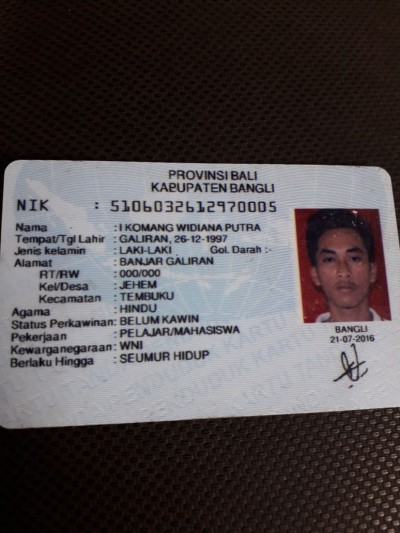 PROVINSI BALI
KABUPATEN BANGLI
NIK : 5106032612970005
Nama : I KOMANG WIDIANA PUTRA
Tempat/Tgl Lahir : GALIRAN, 26-12-1997
Jenis kelamin : LAKI-LAKI Gol. Darah :-
Alamat : BANJAR GALIRAN
RT/RW : 000/000
Kel/Desa : JEHEM
Kecamatan : TEMBUKU
Agama : HINDU
Status Perkawinan: BELUM KAWIN
Pekerjaan : PELAJAR/MAHASISWA
Kewarganegaraan: WNI
Berlaku Hingga : SEUMUR HIDUP
BANGLI
21-07-2016